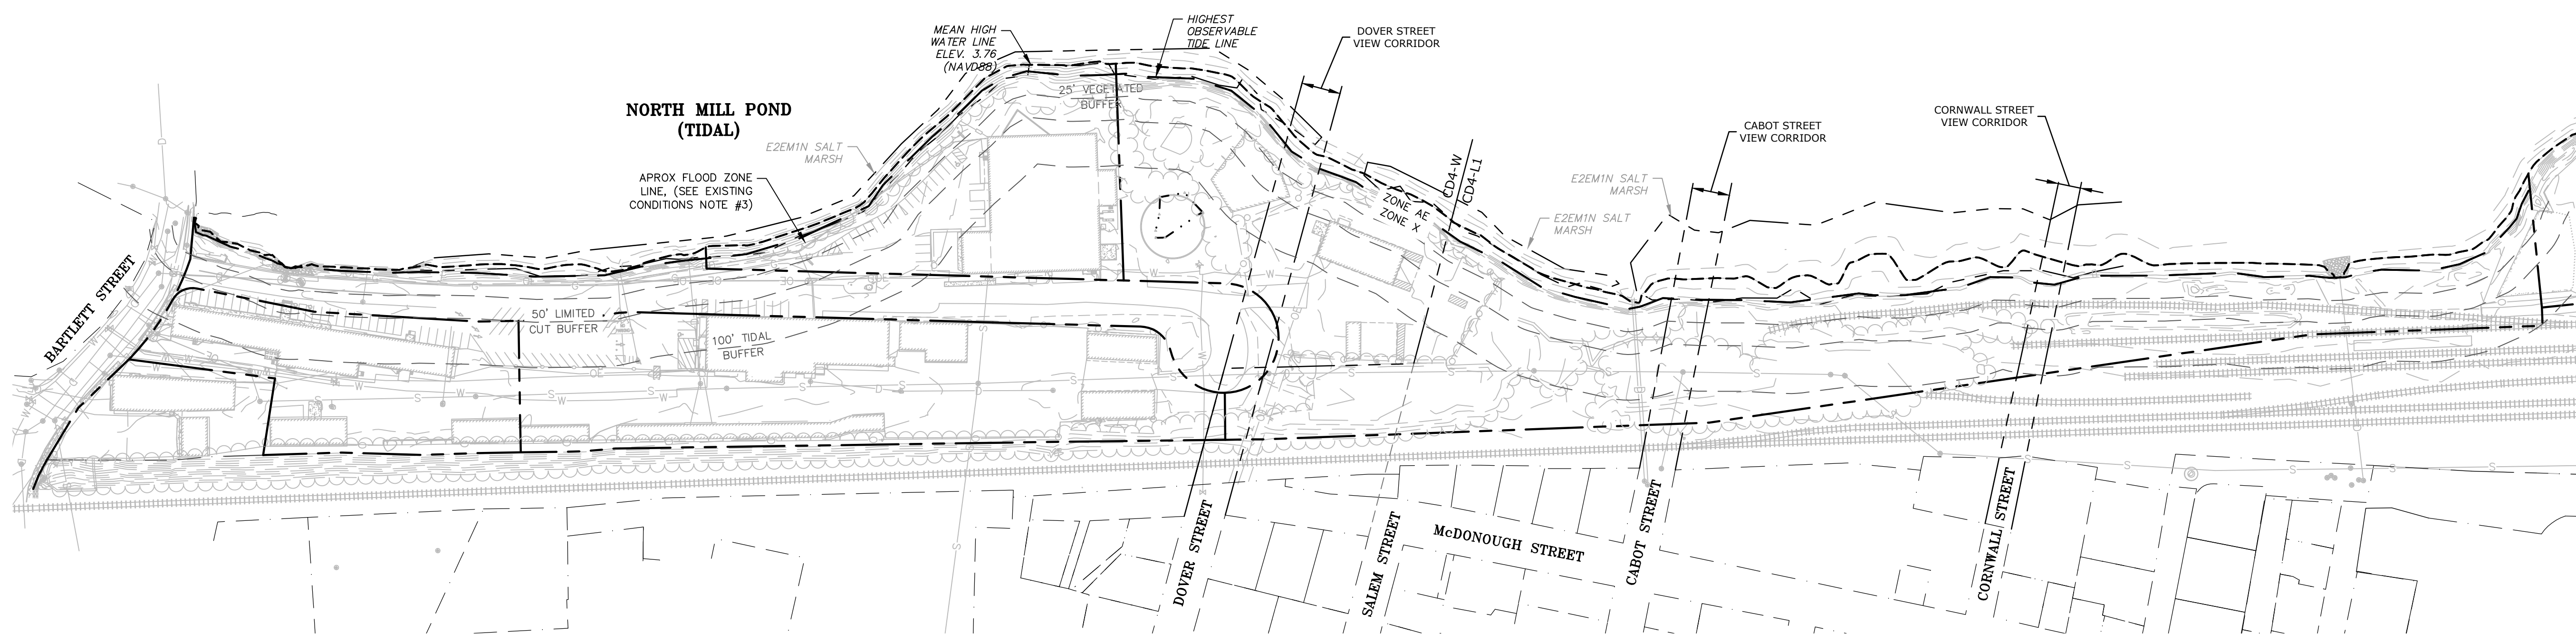 MEAN HIGH
WATER LINE
ELEV. 3.76
(NAVD88)
HIGHEST
OBSERVABLE
TIDE LINE
DOVER STREET
VIEW CORRIDOR
25' VEGETATED
BUFFER
NORTH MILL POND
(TIDAL)
E2EM1N SALT
MARSH
APROX FLOOD ZONE
LINE, (SEE EXISTING
CONDITIONS NOTE #3)
CORNWALL STREET
VIEW CORRIDOR
CABOT STREET
VIEW CORRIDOR
CD4-W
CD4-L1
E2EM1N SALT
MARSH
E2EM1N SALT
MARSH
ZONE AE
ZONE X
BARTLETT STREET
50' LIMITED
CUT BUFFER
100' TIDAL
BUFFER
DOVER STREET
SALEM STREET
McDONOUGH STREET
CABOT STREET
CORNWALL STREET